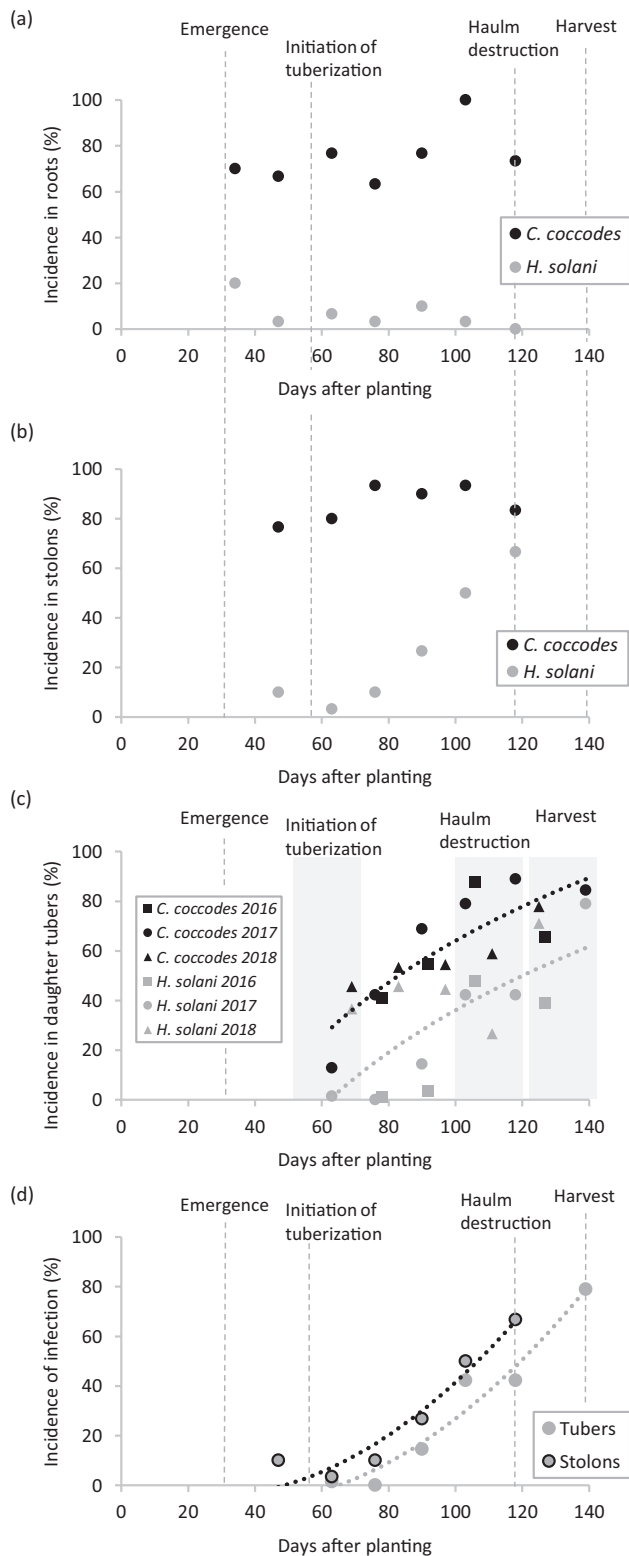 (a)
Emergence
Initiation of
tuberization
Haulm
destruction
Harvest
Incidence in roots (%)
100
80
60
40
20
0
C. coccodes
H. solani
0 20 40 60 80 100 120 140
Days after planting
(b)
Incidence in stolons (%)
100
80
60
40
20
0
C. coccodes
H. solani
0 20 40 60 80 100 120 140
Days after planting
(c)
Emergence
Initiation of
tuberization
Haulm
destruction
Harvest
Incidence in daughter tubers (%)
100
80
60
40
20
0
C. coccodes 2016
C. coccodes 2017
C. coccodes 2018
H. solani 2016
H. solani 2017
H. solani 2018
0 20 40 60 80 100 120 140
Days after planting
(d)
Emergence
Initiation of
tuberization
Haulm
destruction
Harvest
Incidence of infection (%)
100
80
60
40
20
0
Tubers
Stolons
0 20 40 60 80 100 120 140
Days after planting